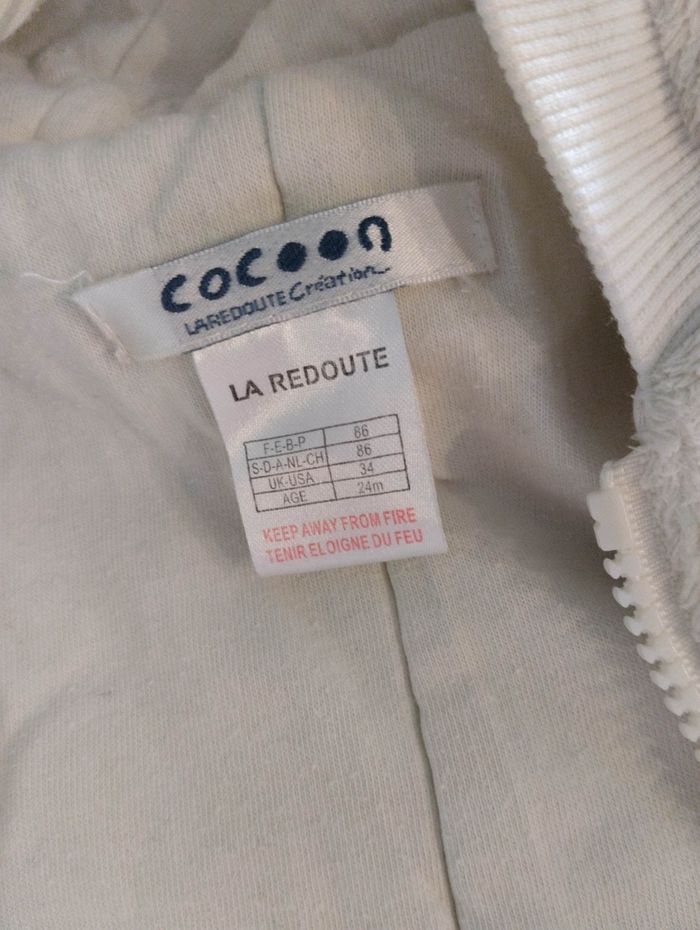 cocoon
LAREDOUTE Création
LA REDOUTE
F-E-B-P 86
S-D-A-NL-CH 86
UK-USA 34
AGE 24m
KEEP AWAY FROM FIRE
TENIR ELOIGNE DU FEU